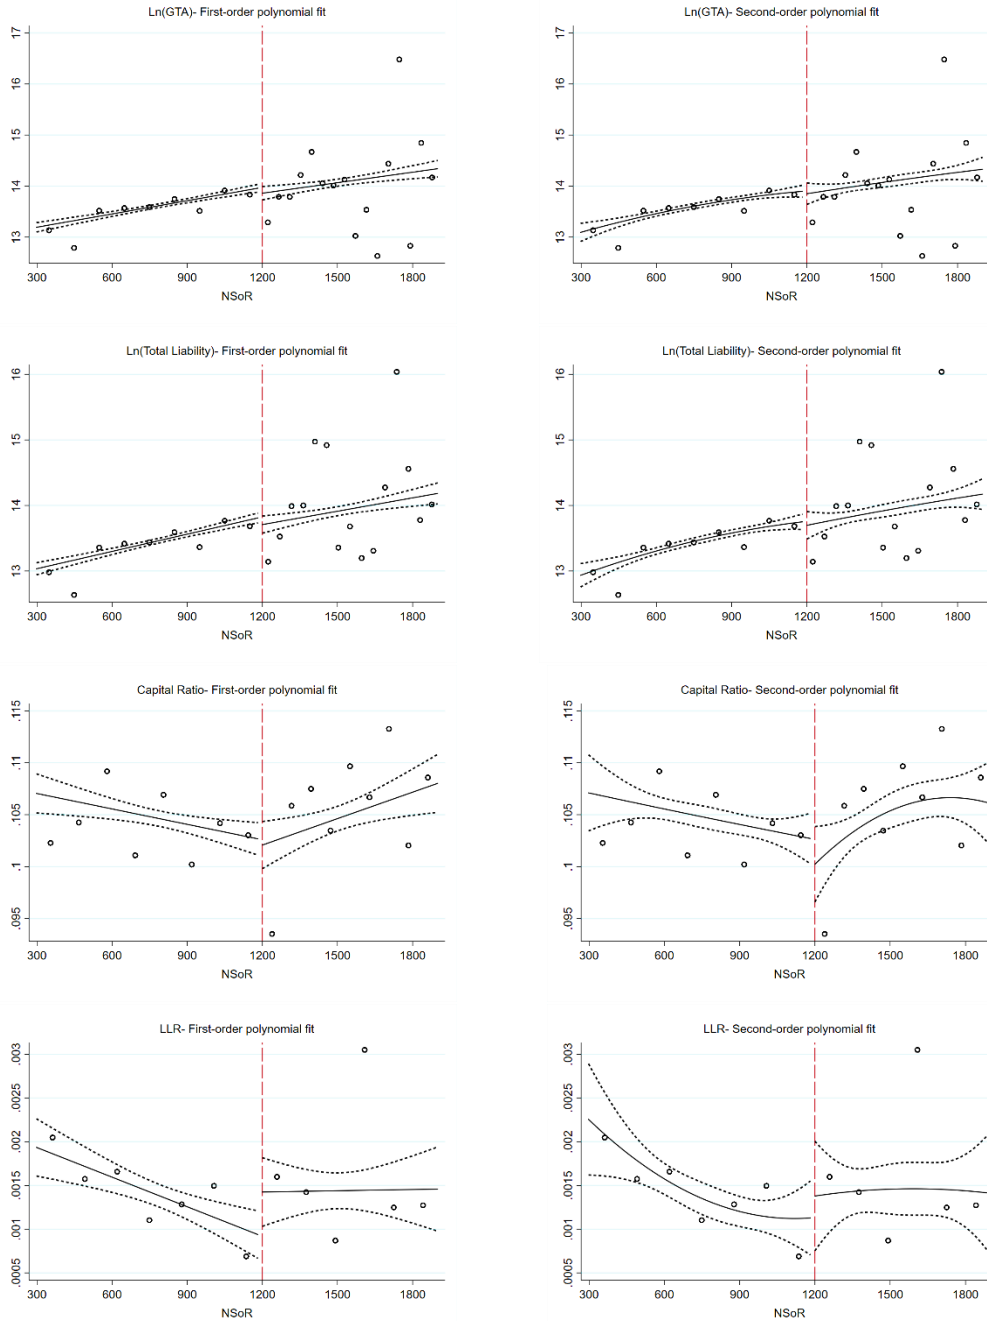 Ln(GTA)- First-order polynomial fit
17
16
15
14
13
300 600 900 1200 1500 1800
NSoR
Ln(GTA)- Second-order polynomial fit
17
16
15
14
13
300 600 900 1200 1500 1800
NSoR
Ln(Total Liability)- First-order polynomial fit
16
15
14
13
300 600 900 1200 1500 1800
NSoR
Ln(Total Liability)- Second-order polynomial fit
16
15
14
13
300 600 900 1200 1500 1800
NSoR
Capital Ratio- First-order polynomial fit
.115
.11
.105
.1
.095
300 600 900 1200 1500 1800
NSoR
Capital Ratio- Second-order polynomial fit
.115
.11
.105
.1
.095
300 600 900 1200 1500 1800
NSoR
LLR- First-order polynomial fit
.003
.0025
.002
.0015
.001
.0005
300 600 900 1200 1500 1800
NSoR
LLR- Second-order polynomial fit
.003
.0025
.002
.0015
.001
.0005
300 600 900 1200 1500 1800
NSoR